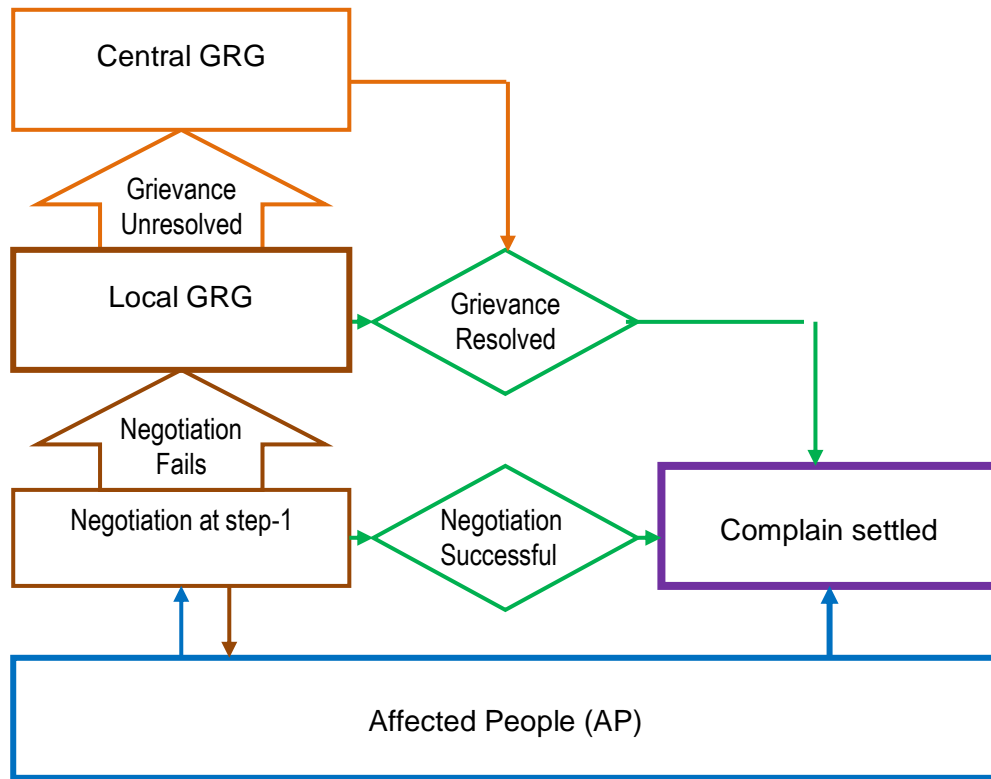 Central GRG
Grievance
Unresolved
Local GRG
Grievance
Resolved
Negotiation
Fails
Negotiation at step-1
Negotiation
Successful
Complain settled
Affected People (AP)